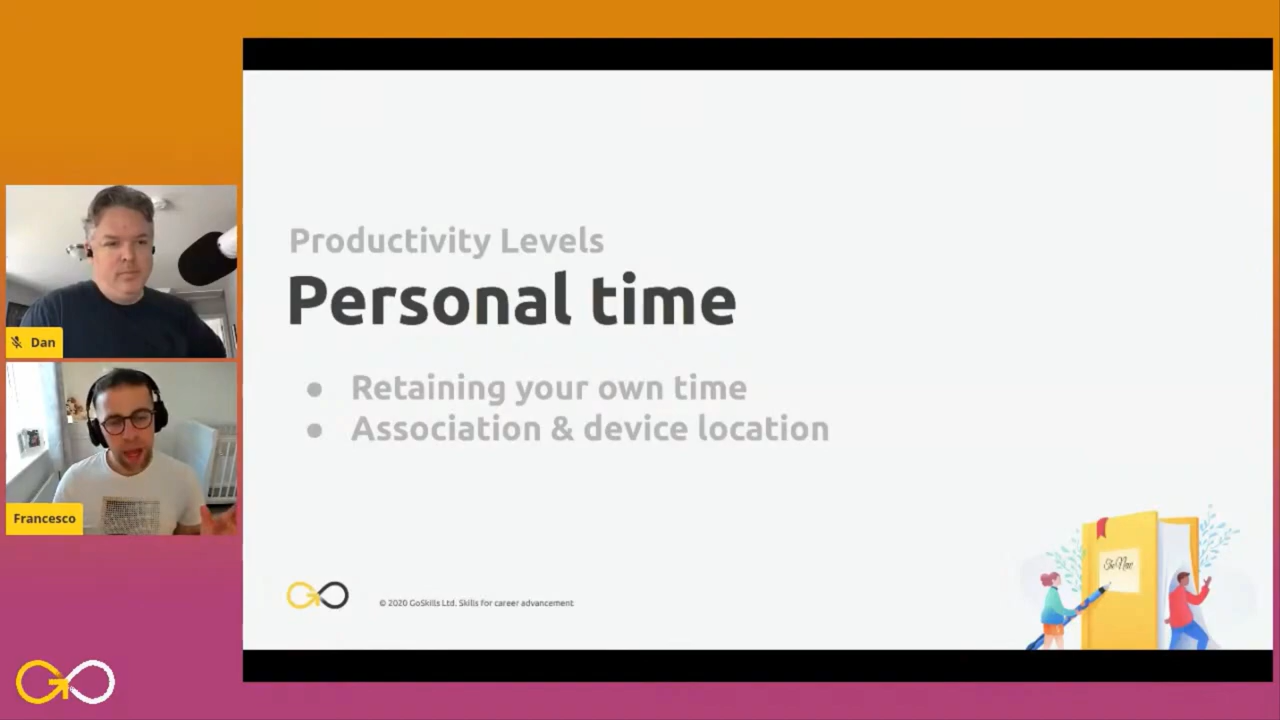 Productivity Levels
Personal time
● Retaining your own time
● Association & device location
Dan
Francesco
© 2020 GoSkills Ltd. Skills for career advancement